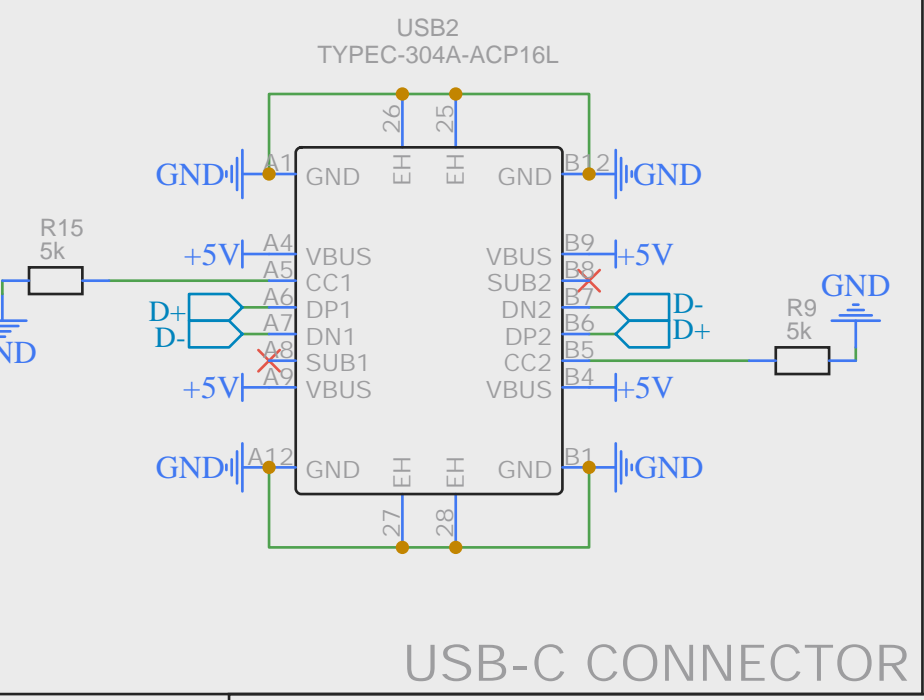 USB2
TYPEC-304A-ACP16L
26
25
EH
EH
GND
A1
GND
GND
B12
GND
R15
5k
+5V
A4
VBUS
VBUS
B9
+5V
A5
CC1
SUB2
B8
GND
D+
A6
DP1
DN2
B7
D-
R9
5k
D-
A7
DN1
DP2
B6
D+
ND
A8
SUB1
CC2
B5
+5V
A9
VBUS
VBUS
B4
+5V
GND
A12
GND
GND
B1
GND
EH
EH
27
28
USB-C CONNECTOR